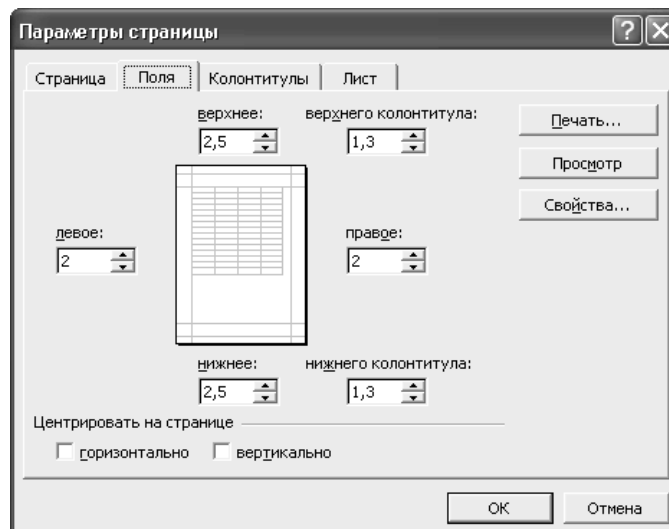 Параметры страницы
Страница Поля Колонтитулы Лист
верхнее: верхнего колонтитула:
2,5 1,3
Печать...
Просмотр
Свойства...
левое: правое:
2 2
нижнее: нижнего колонтитула:
2,5 1,3
Центрировать на странице
горизонтально вертикально
ОК Отмена